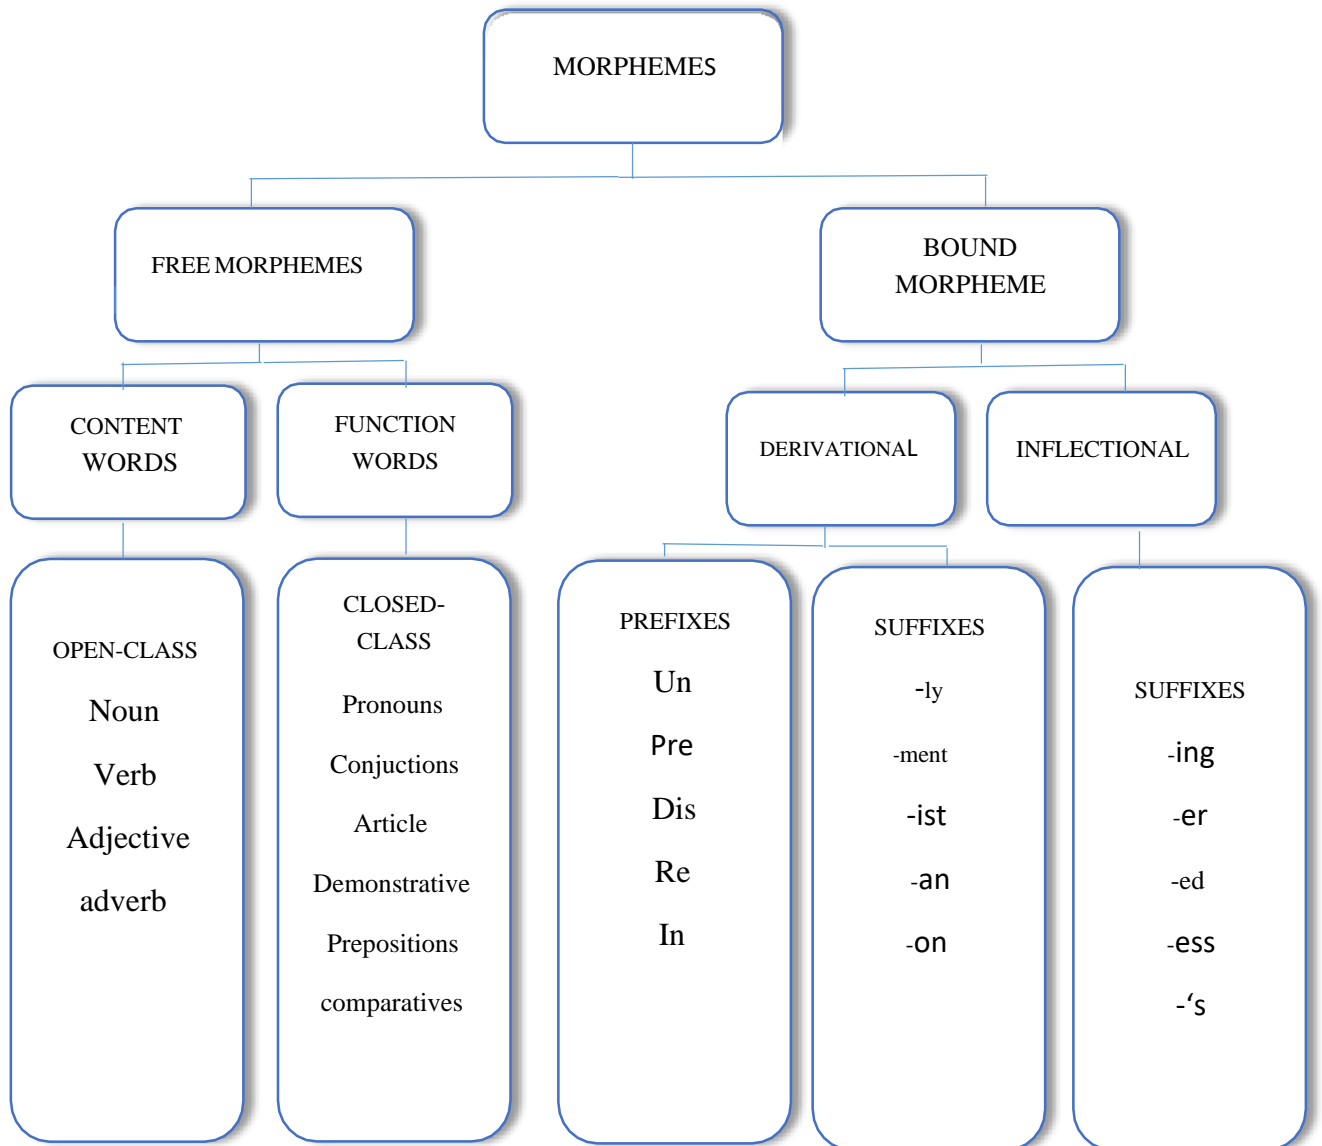 MORPHEMES
FREE MORPHEMES
BOUND
MORPHEME
CONTENT
WORDS
FUNCTION
WORDS
DERIVATIONAL
INFLECTIONAL
OPEN-CLASS
Noun
Verb
Adjective
adverb
CLOSED-
CLASS
Pronouns
Conjuctions
Article
Demonstrative
Prepositions
comparatives
PREFIXES
Un
Pre
Dis
Re
In
SUFFIXES
-ly
-ment
-ist
-an
-on
SUFFIXES
-ing
-er
-ed
-ess
-‘s